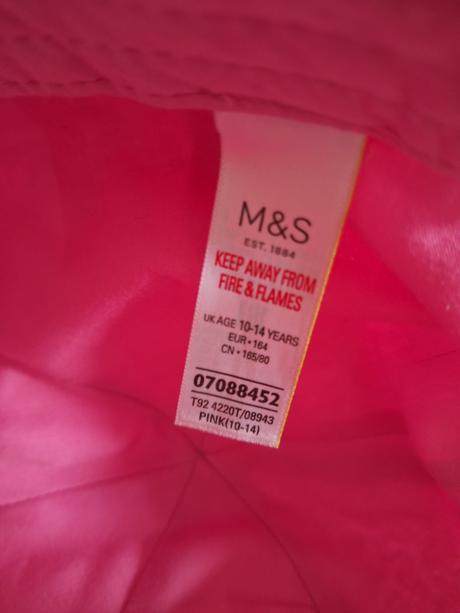 M&S
EST. 1884
KEEP AWAY FROM
FIRE & FLAMES
UK AGE 10-14 YEARS
EUR • 164
CN • 165/80
07088452
T92 4220T/08943
PINK(10-14)